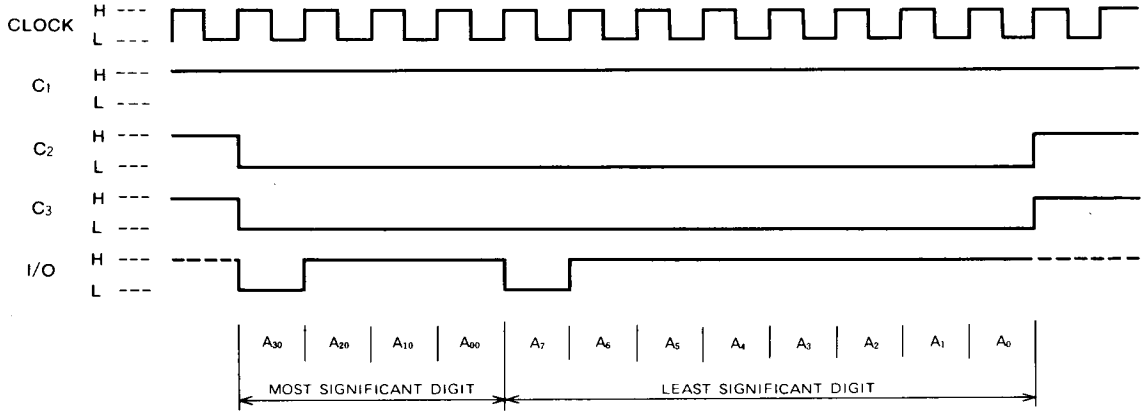 CLOCK H
L
C₁ H
L
C₂ H
L
C₃ H
L
I/O H
L
A₃₀ A₂₀ A₁₀ A₀₀ A₇ A₆ A₅ A₄ A₃ A₂ A₁ A₀
MOST SIGNIFICANT DIGIT LEAST SIGNIFICANT DIGIT